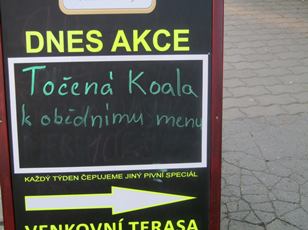 DNES AKCE
Točená Koala
k obědnímu menu
KAŽDÝ TÝDEN ČEPUJEME JINÝ PIVNÍ SPECIÁL
VENKOVNÍ TERASA